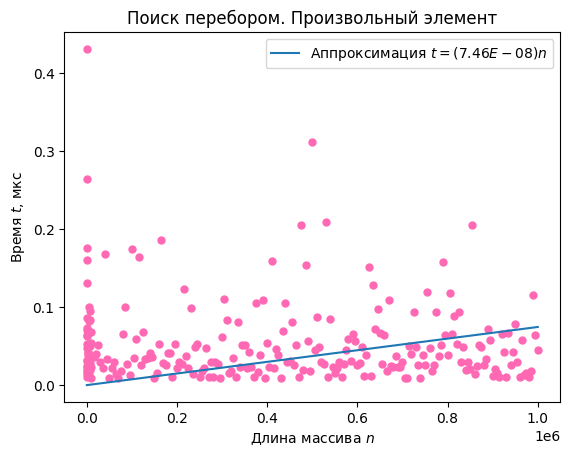 Поиск перебором. Произвольный элемент
Аппроксимация t = (7.46E − 08)n
Время t, мкс
0.4
0.3
0.2
0.1
0.0
0.0 0.2 0.4 0.6 0.8 1.0
1e6
Длина массива n